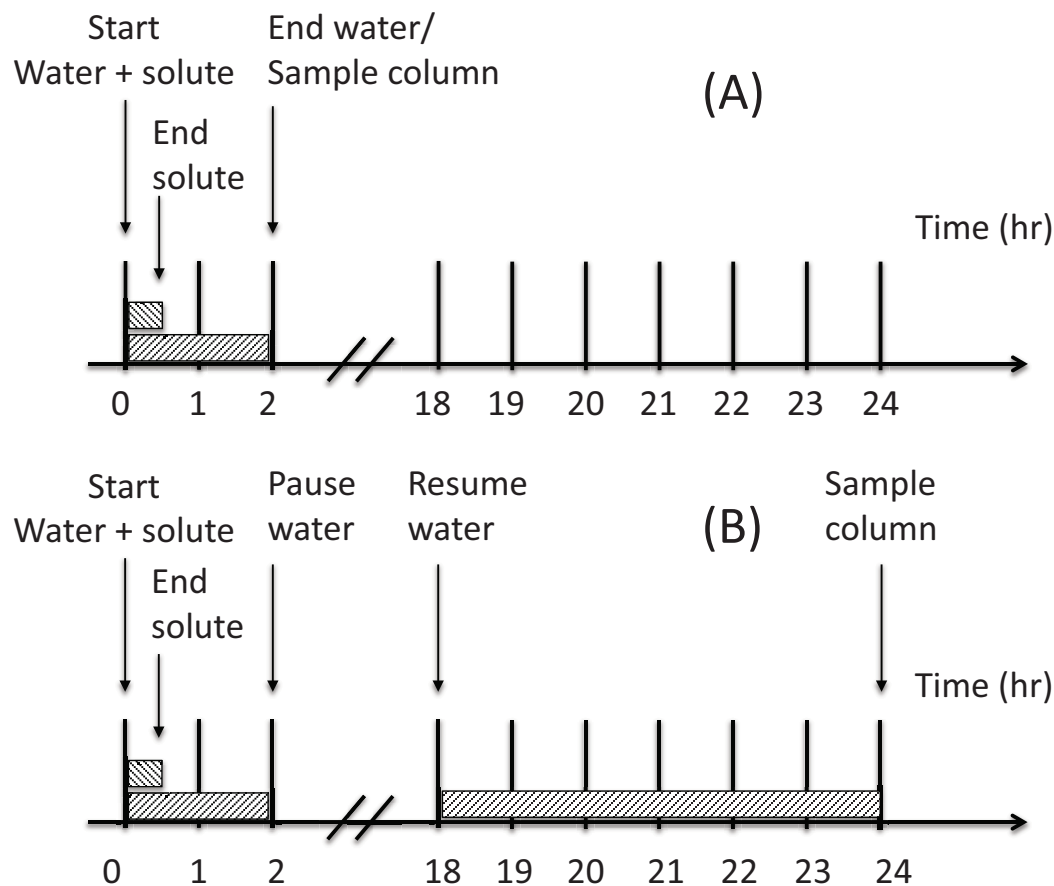 Start
Water + solute
End water/
Sample column
(A)
End
solute
Time (hr)
0 1 2 18 19 20 21 22 23 24
Start
Water + solute
Pause
water
Resume
water
(B)
Sample
column
End
solute
Time (hr)
0 1 2 18 19 20 21 22 23 24